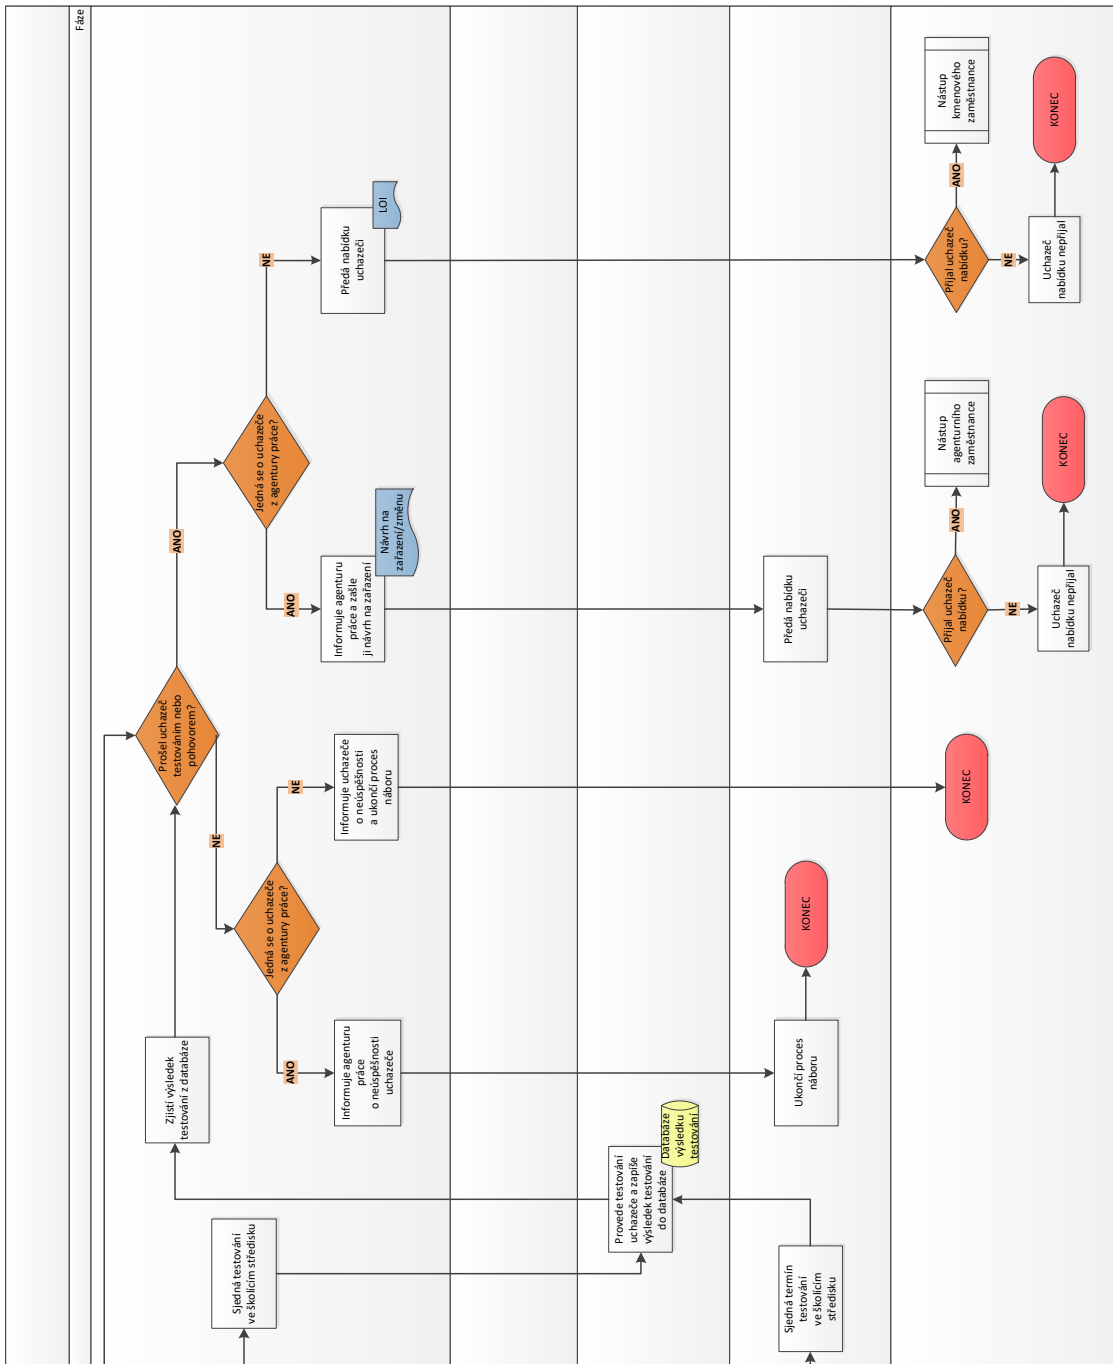 Fáze
Sjedná testování
ve školícím středisku
Zjistí výsledek
testování z databáze
Prošel uchazeč
testováním nebo
pohovorem?
NE
ANO
Jedná se o uchazeče
z agentury práce?
ANO
NE
Informuje agenturu
práce
o neúspěšnosti
uchazeče
Informuje uchazeče
o neúspěšnosti
a ukončí proces
náboru
Jedná se o uchazeče
z agentury práce?
ANO
NE
Informuje agenturu
práce a zašle
ji návrh na zařazení
Návrh na
zařazení/změnu
Předá nabídku
uchazeči
LOI
Provede testování
uchazeče a zapíše
výsledek testování
do databáze
Databáze
výsledku
testování
Sjedná termín
testování
ve školícím
středisku
Ukončí proces
náboru
KONEC
Předá nabídku
uchazeči
KONEC
Přijal uchazeč
nabídku?
ANO
NE
Nástup
agenturního
zaměstnance
Uchazeč
nabídku nepřijal
KONEC
Přijal uchazeč
nabídku?
ANO
NE
Nástup
kmenového
zaměstnance
Uchazeč
nabídku nepřijal
KONEC